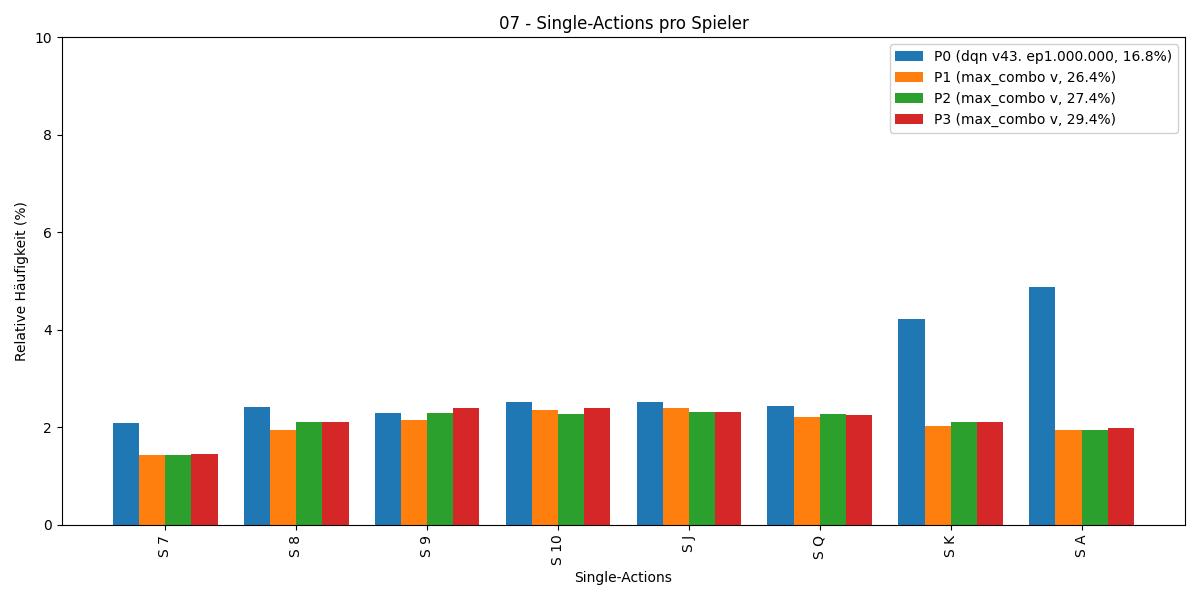 07 - Single-Actions pro Spieler
10
8
6
4
2
0
Relative Häufigkeit (%)
P0 (dqn v43. ep1.000.000, 16.8%)
P1 (max_combo v, 26.4%)
P2 (max_combo v, 27.4%)
P3 (max_combo v, 29.4%)
S 7
S 8
S 9
S 10
S J
S Q
S K
S A
Single-Actions